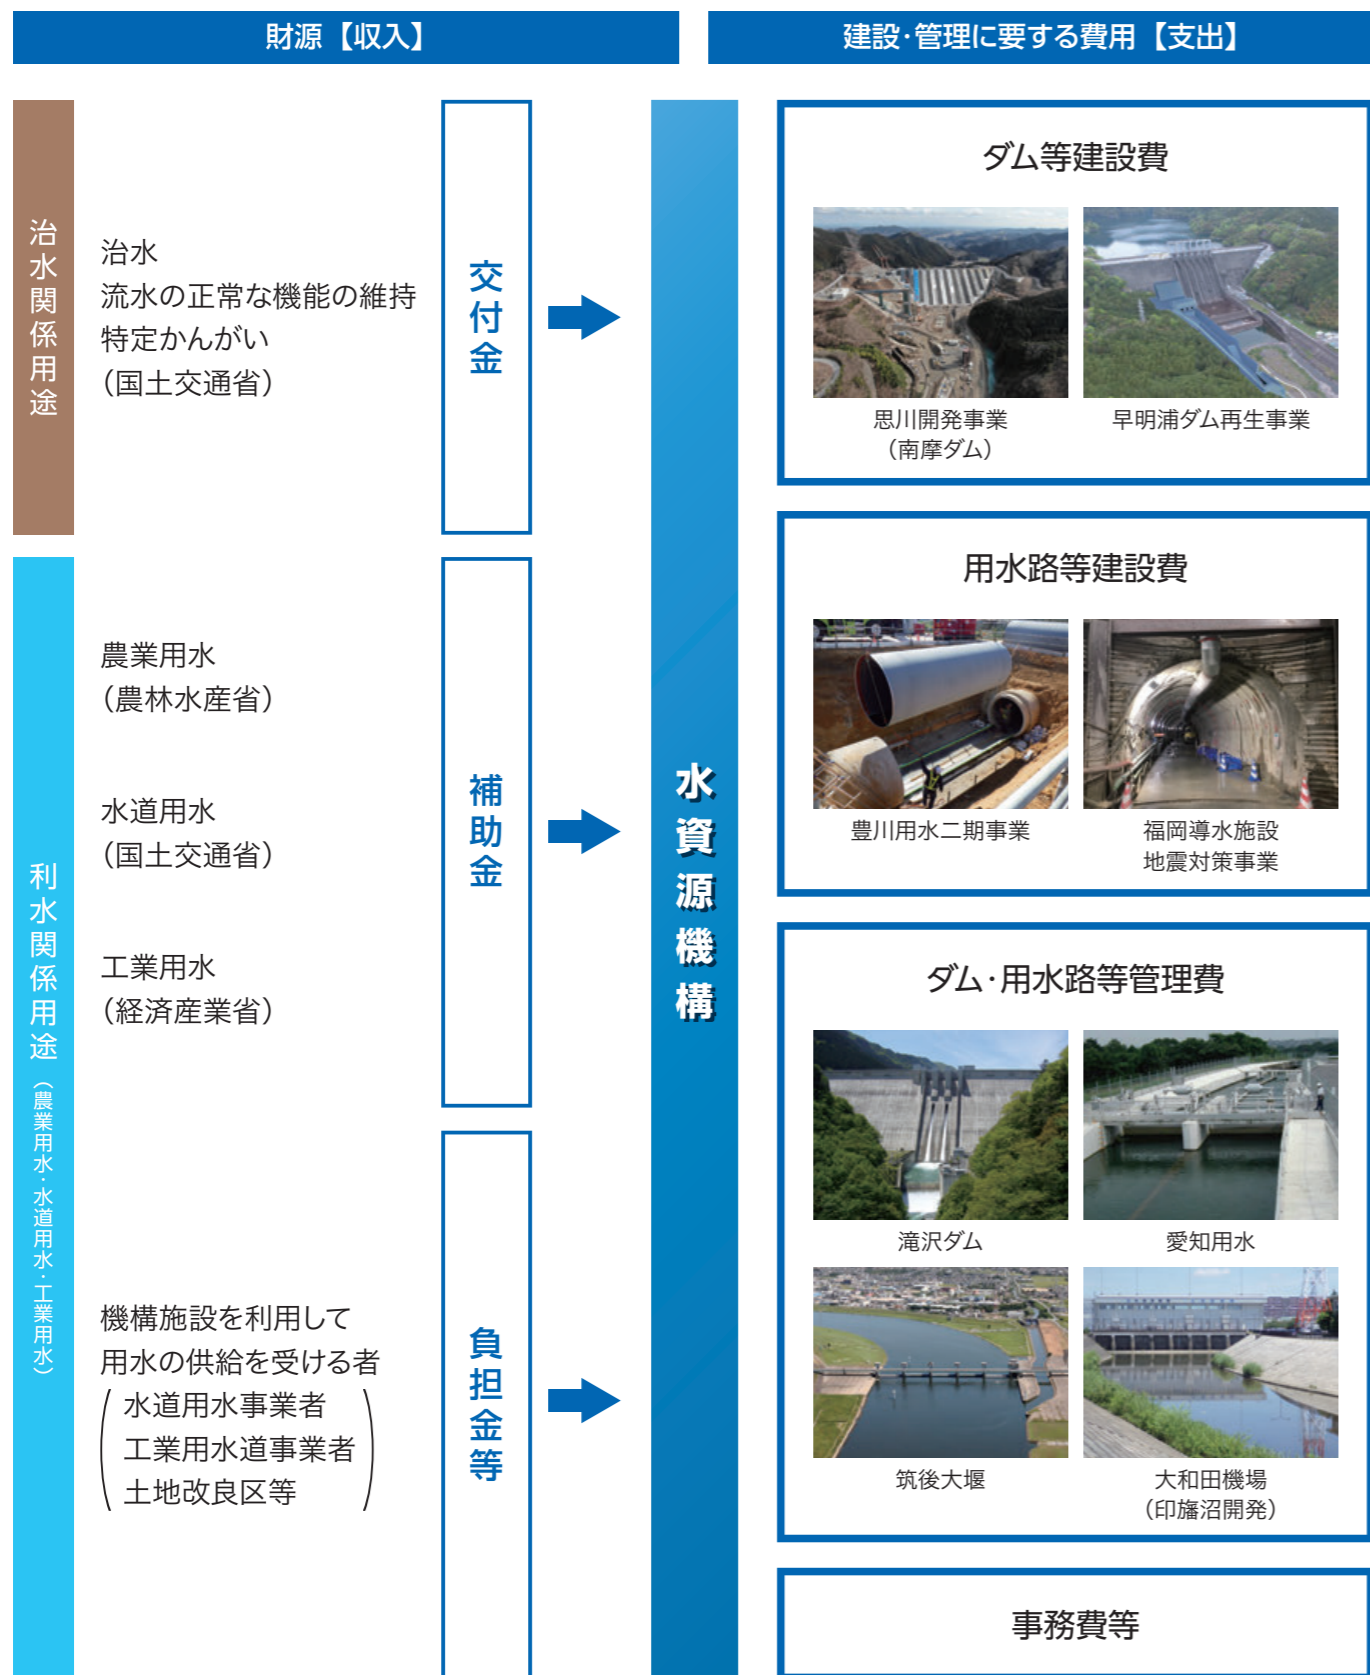 財源【収入】
建設・管理に要する費用【支出】
治水関係用途
治水
流水の正常な機能の維持
特定かんがい
（国土交通省）
交付金
利水関係用途（農業用水・水道用水・工業用水）
農業用水
（農林水産省）
水道用水
（国土交通省）
工業用水
（経済産業省）
補助金
機構施設を利用して
用水の供給を受ける者
水道用水事業者
工業用水道事業者
土地改良区等
負担金等
水資源機構
ダム等建設費
思川開発事業
（南摩ダム）
早明浦ダム再生事業
用水路等建設費
豊川用水二期事業
福岡導水施設
地震対策事業
ダム・用水路等管理費
滝沢ダム
愛知用水
筑後大堰
大和田機場
（印旛沼開発）
事務費等